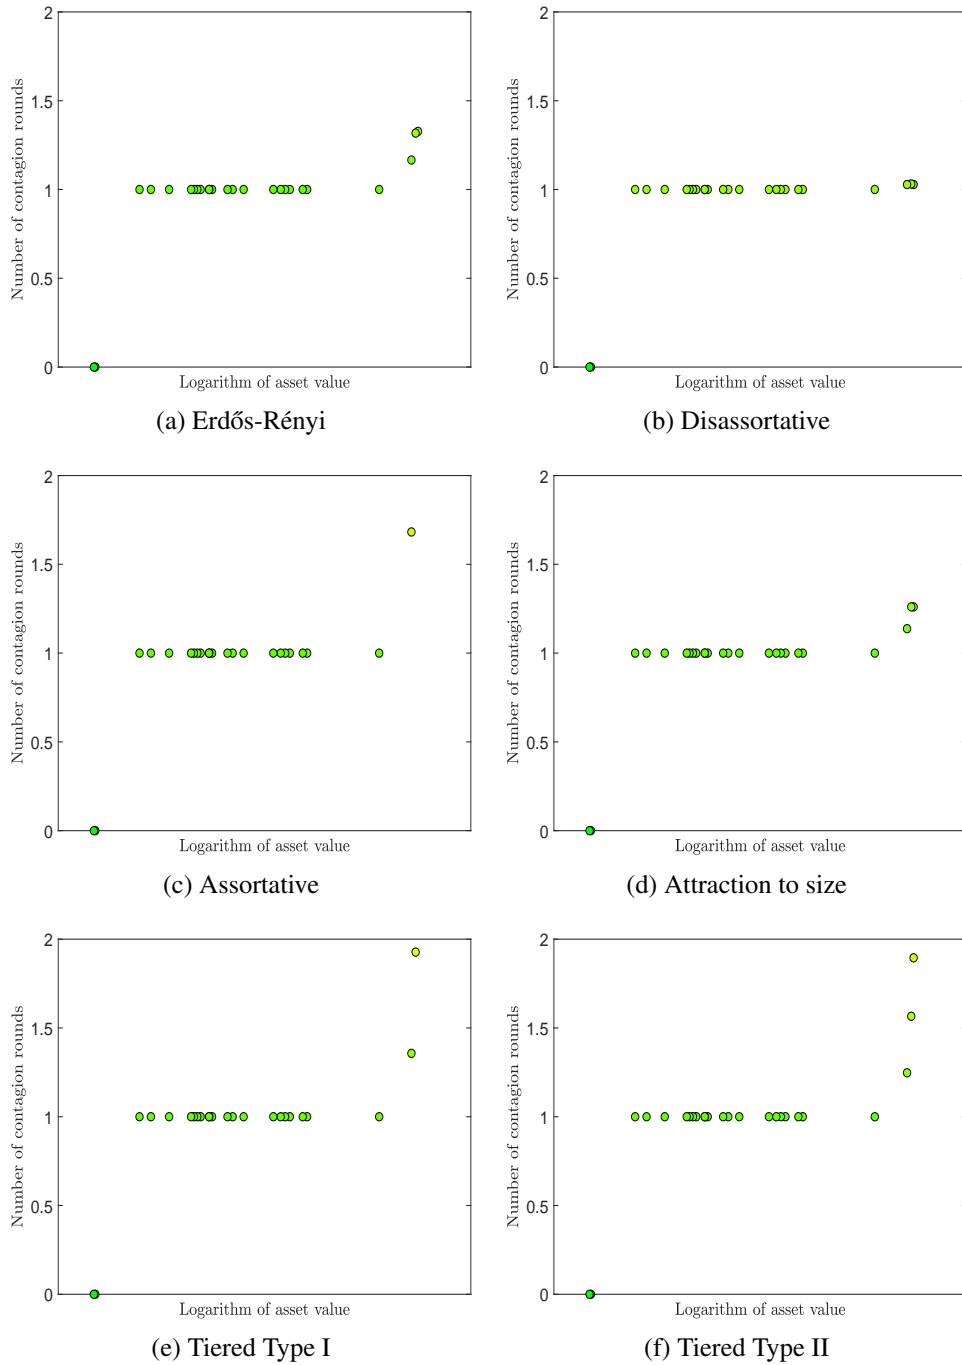 2
1.5
1
0.5
0
Number of contagion rounds
Logarithm of asset value
(a) Erdős-Rényi
2
1.5
1
0.5
0
Number of contagion rounds
Logarithm of asset value
(b) Disassortative
2
1.5
1
0.5
0
Number of contagion rounds
Logarithm of asset value
(c) Assortative
2
1.5
1
0.5
0
Number of contagion rounds
Logarithm of asset value
(d) Attraction to size
2
1.5
1
0.5
0
Number of contagion rounds
Logarithm of asset value
(e) Tiered Type I
2
1.5
1
0.5
0
Number of contagion rounds
Logarithm of asset value
(f) Tiered Type II